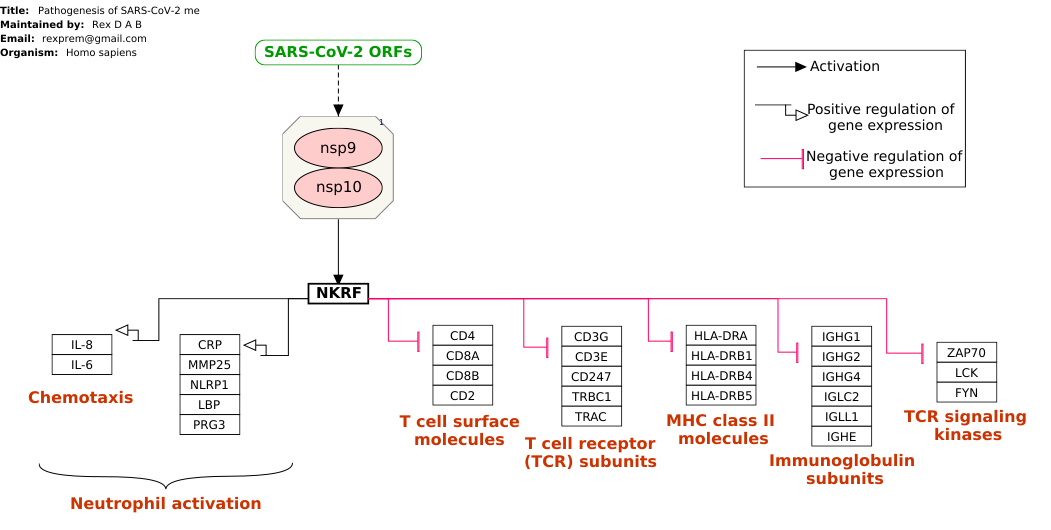 Title: Pathogenesis of SARS-CoV-2 me
Maintained by: Rex D A B
Email: rexprem@gmail.com
Organism: Homo sapiens
SARS-CoV-2 ORFs
1
nsp9
nsp10
NKRF
Activation
Positive regulation of
gene expression
Negative regulation of
gene expression
IL-8
IL-6
Chemotaxis
CRP
MMP25
NLRP1
LBP
PRG3
Neutrophil activation
CD4
CD8A
CD8B
CD2
T cell surface
molecules
CD3G
CD3E
CD247
TRBC1
TRAC
T cell receptor
(TCR) subunits
HLA-DRA
HLA-DRB1
HLA-DRB4
HLA-DRB5
MHC class II
molecules
IGHG1
IGHG2
IGHG4
IGLC2
IGLL1
IGHE
Immunoglobulin
subunits
ZAP70
LCK
FYN
TCR signaling
kinases